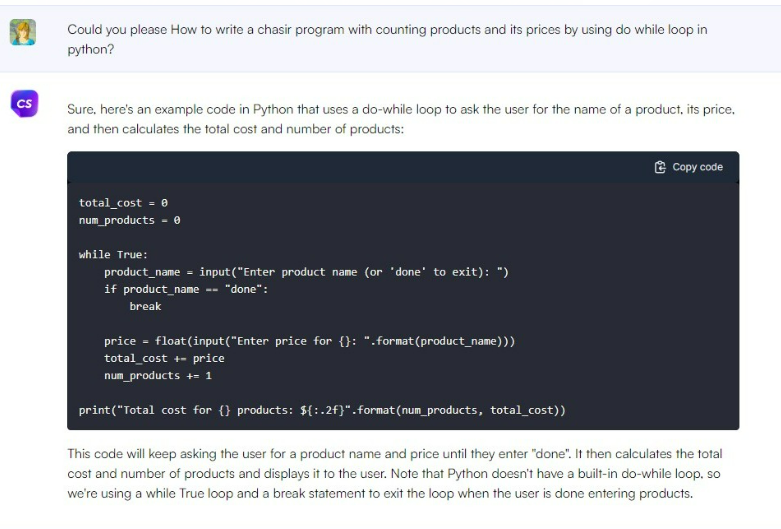 Could you please How to write a chasir program with counting products and its prices by using do while loop in
python?
CS
Sure, here's an example code in Python that uses a do-while loop to ask the user for the name of a product, its price,
and then calculates the total cost and number of products:
Copy code
total_cost = 0
num_products = 0
while True:
    product_name = input("Enter product name (or 'done' to exit): ")
    if product_name == "done":
        break
    price = float(input("Enter price for {}: ".format(product_name)))
    total_cost += price
    num_products += 1
print("Total cost for {} products: ${:.2f}".format(num_products, total_cost))
This code will keep asking the user for a product name and price until they enter "done". It then calculates the total
cost and number of products and displays it to the user. Note that Python doesn't have a built-in do-while loop, so
we're using a while True loop and a break statement to exit the loop when the user is done entering products.